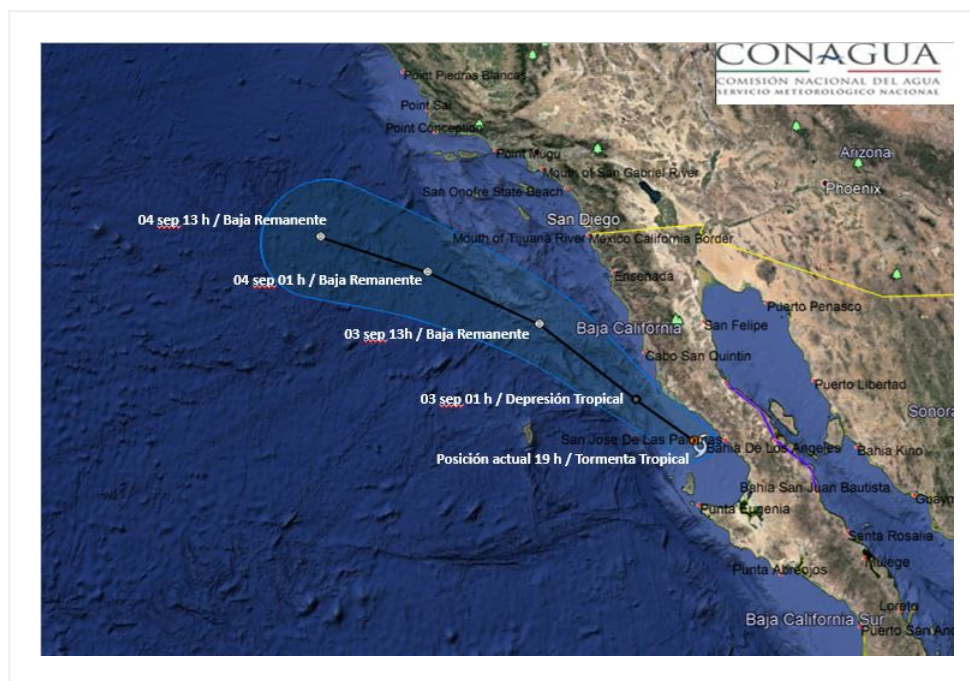 CONAGUA
COMISIÓN NACIONAL DEL AGUA
SERVICIO METEOROLÓGICO NACIONAL
Point Piedras Blancas
Point Sal
Point Conception
Point Mugu
Arizona
Mouth of San Gabriel River
Phoenix
San Onofre State Beach
04 sep 13 h / Baja Remanente
San Diego
Mouth of Tijuana River México California Border
04 sep 01 h / Baja Remanente
Ensenada
Puerto Penasco
03 sep 13h / Baja Remanente
Baja California
San Felipe
Cabo San Quintin
Puerto Libertad
03 sep 01 h / Depresión Tropical
Sonora
San Jose De Las
Bahia De Los Angeles
Bahia Kino
Posición actual 19 h / Tormenta Tropical
Bahia San Juan Bautista
Guaym
Punta Eugenia
Santa Rosalia
Mulege
Punta Abreojos
Loreto
Baja California Sur
Puerto San An